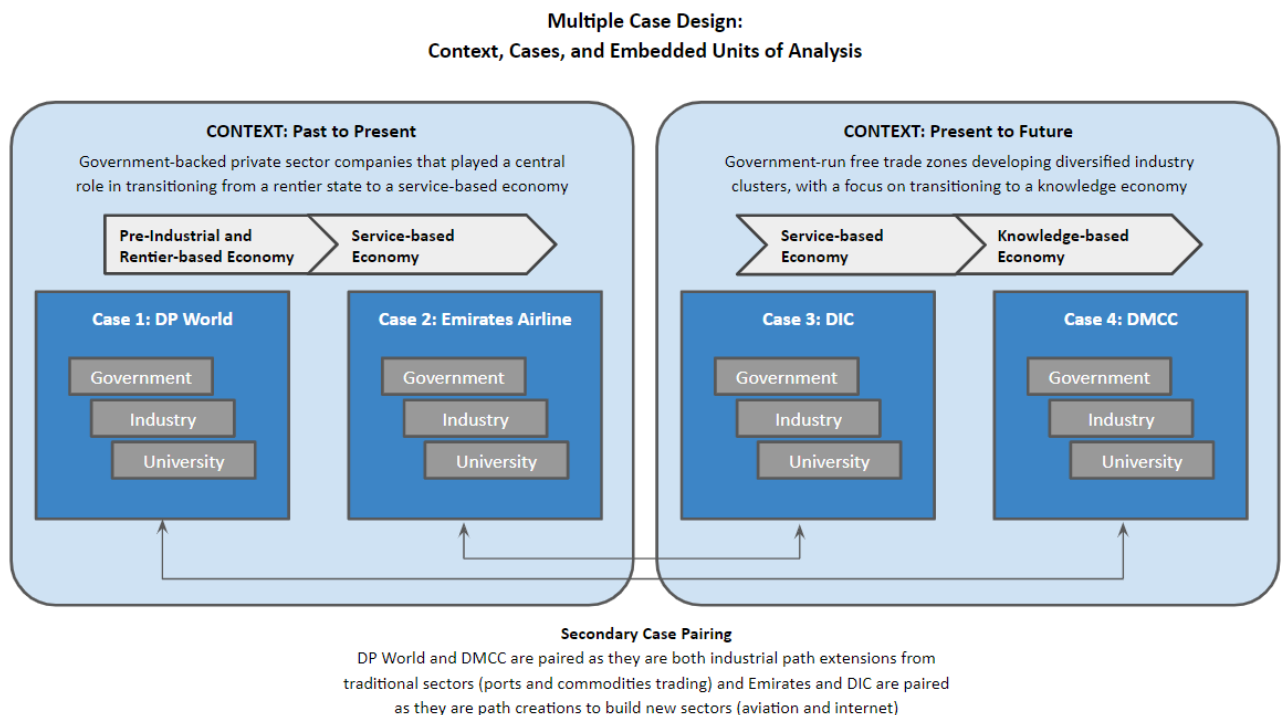 Multiple Case Design:
Context, Cases, and Embedded Units of Analysis
CONTEXT: Past to Present
Government-backed private sector companies that played a central
role in transitioning from a rentier state to a service-based economy
Pre-Industrial and
Rentier-based Economy
Service-based
Economy
Case 1: DP World
Government
Industry
University
Case 2: Emirates Airline
Government
Industry
University
CONTEXT: Present to Future
Government-run free trade zones developing diversified industry
clusters, with a focus on transitioning to a knowledge economy
Service-based
Economy
Knowledge-based
Economy
Case 3: DIC
Government
Industry
University
Case 4: DMCC
Government
Industry
University
Secondary Case Pairing
DP World and DMCC are paired as they are both industrial path extensions from
traditional sectors (ports and commodities trading) and Emirates and DIC are paired
as they are path creations to build new sectors (aviation and internet)